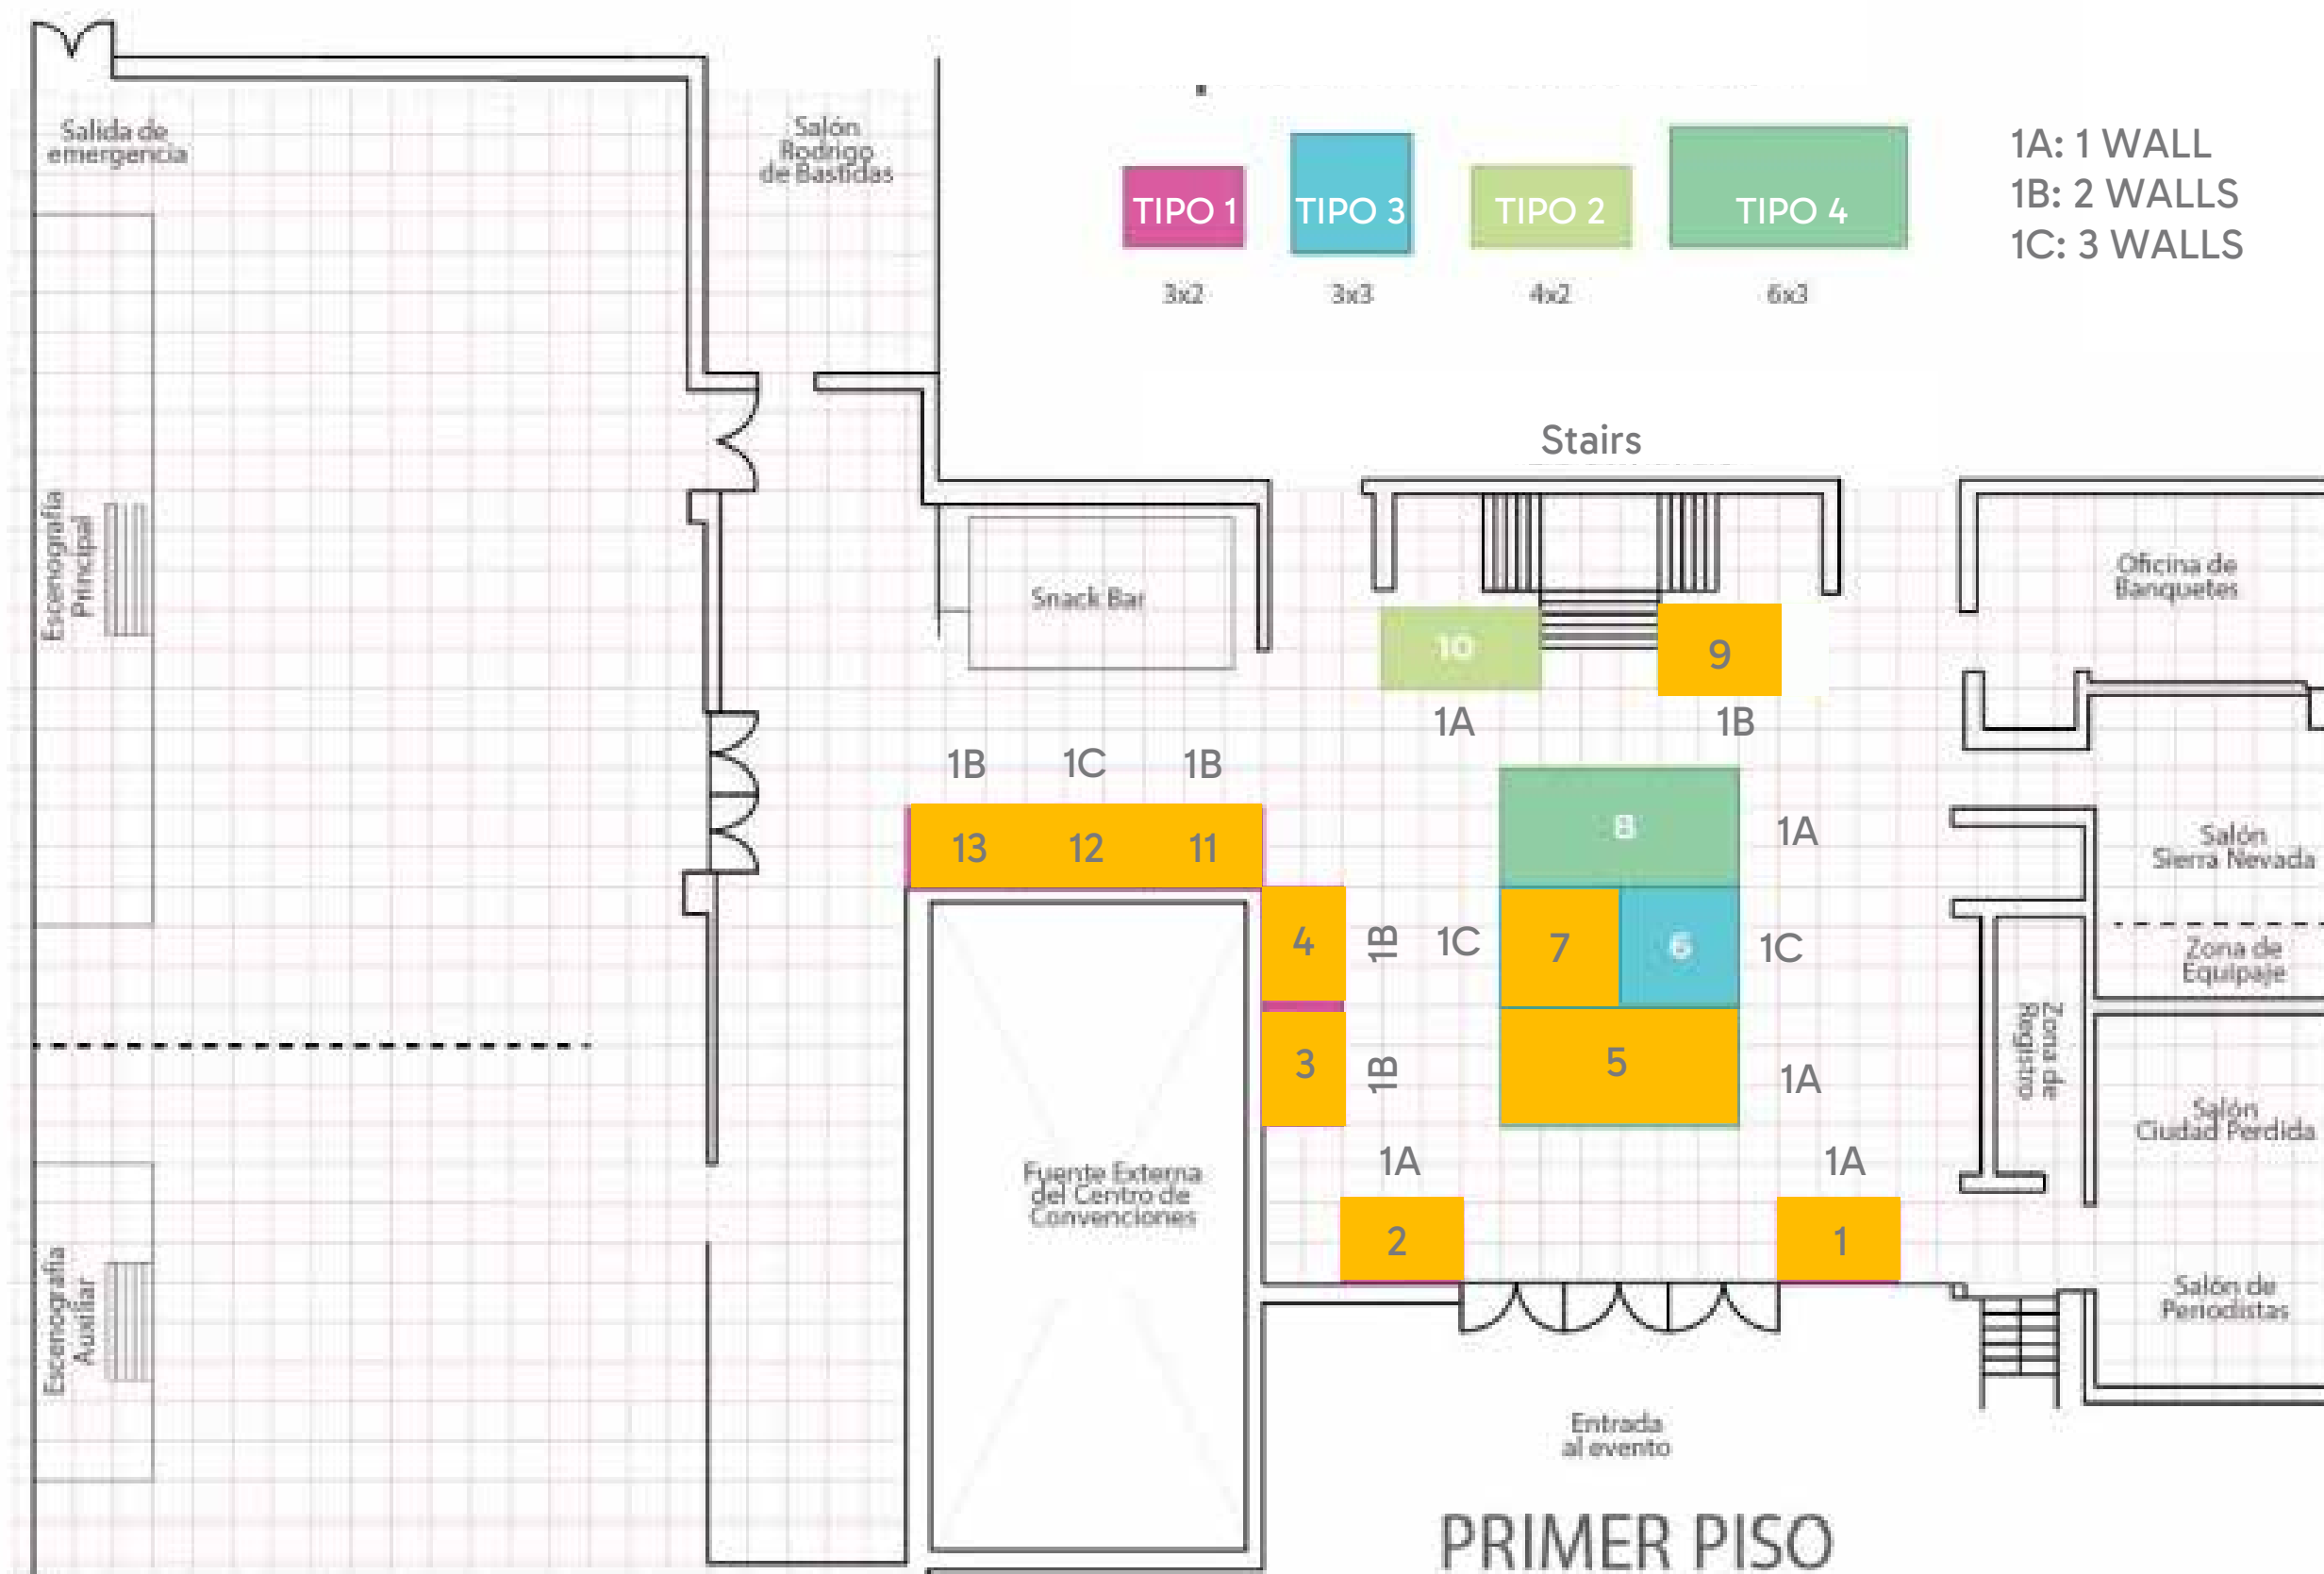 Salida de
emergencia
Salón
Rodrigo
de Bastidas
TIPO 1
TIPO 3
TIPO 2
TIPO 4
3x2
3x3
4x2
6x3
1A: 1 WALL
1B: 2 WALLS
1C: 3 WALLS
Stairs
Escenografía
Principal
Snack Bar
Oficina de
Banquetes
10
9
1A
1B
1B
1C
1B
13
12
11
8
1A
Salón
Sierra Nevada
4
1B
1C
7
6
1C
Zona de
Equipaje
Zona de
Registro
3
1B
5
1A
Salón
Ciudad Perdida
1A
1A
Fuente Externa
del Centro de
Convenciones
2
1
Escenografía
Auxiliar
Salón de
Periodistas
Entrada
al evento
PRIMER PISO